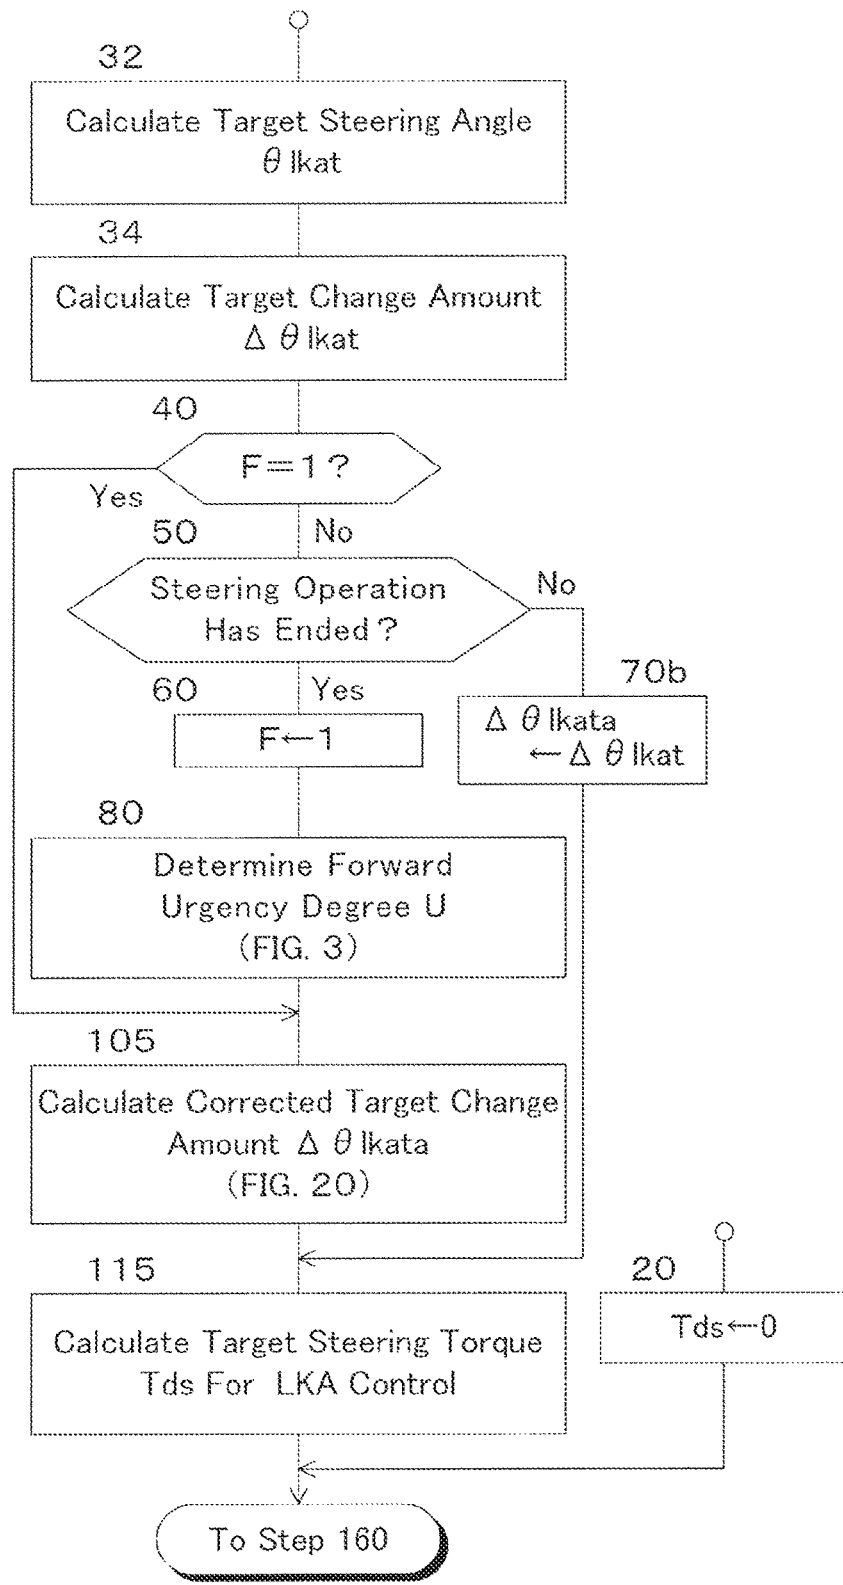 32
Calculate Target Steering Angle
θ lkat
34
Calculate Target Change Amount
Δ θ lkat
40
F=1?
Yes
No
50
Steering Operation
Has Ended?
No
60
Yes
F←1
70b
Δ θ lkata
←Δ θ lkat
80
Determine Forward
Urgency Degree U
(FIG. 3)
105
Calculate Corrected Target Change
Amount Δ θ lkata
(FIG. 20)
115
Calculate Target Steering Torque
Tds For LKA Control
20
Tds←0
To Step 160